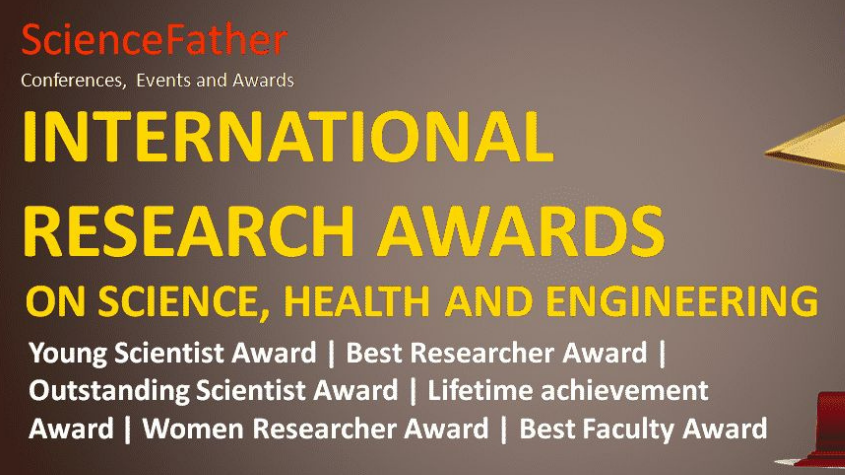 ScienceFather
Conferences, Events and Awards
INTERNATIONAL
RESEARCH AWARDS
ON SCIENCE, HEALTH AND ENGINEERING
Young Scientist Award | Best Researcher Award |
Outstanding Scientist Award | Lifetime achievement
Award | Women Researcher Award | Best Faculty Award